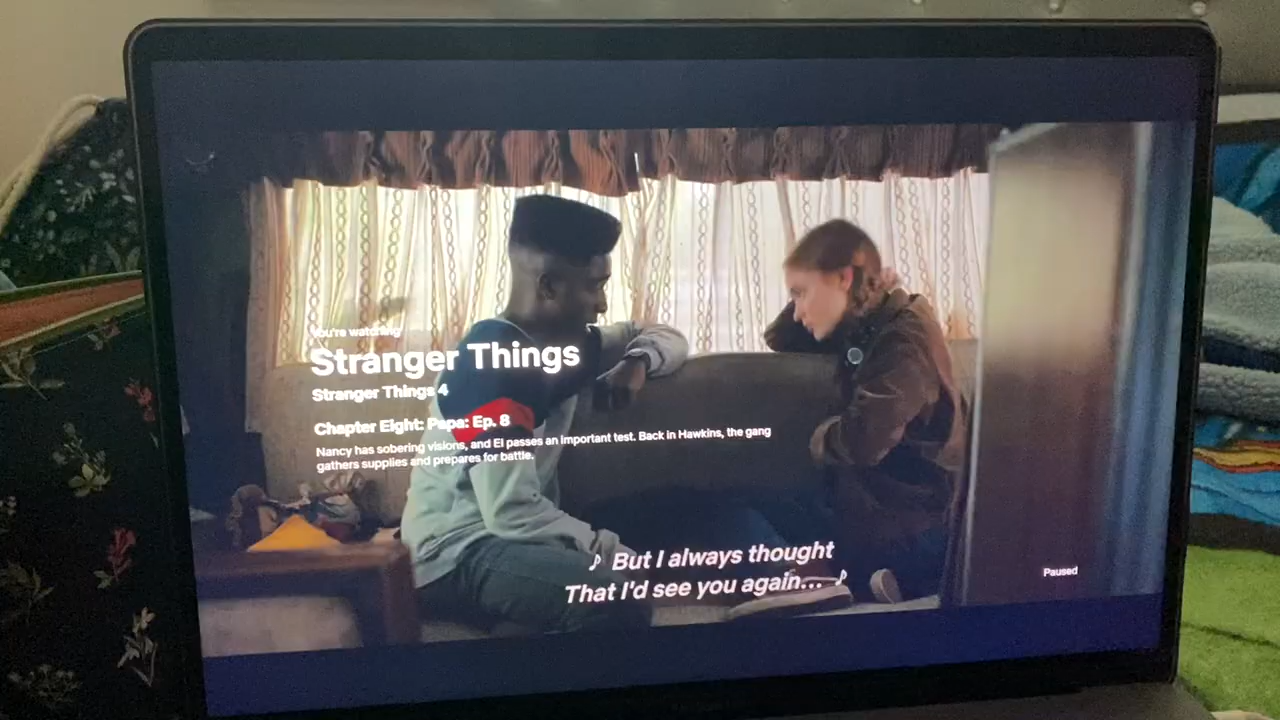 You're watching
Stranger Things
Stranger Things 4
Chapter Eight: Papa: Ep. 8
Nancy has sobering visions, and El passes an important test. Back in Hawkins, the gang
gathers supplies and prepares for battle.
♪ But I always thought
That I'd see you again... ♪
Paused